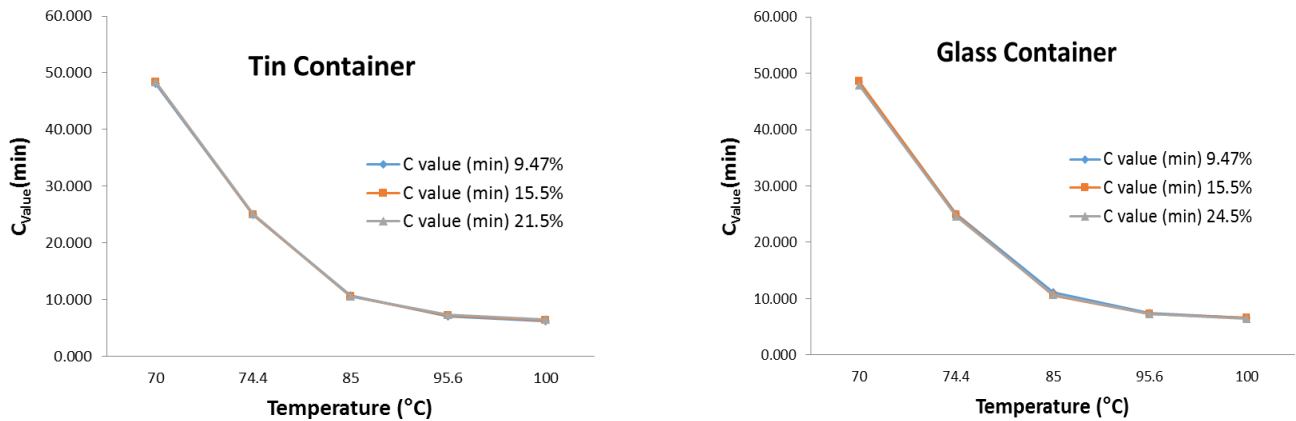 Tin Container
60.000
50.000
40.000
30.000
20.000
10.000
0.000
CValue(min)
C value (min) 9.47%
C value (min) 15.5%
C value (min) 21.5%
70 74.4 85 95.6 100
Temperature (°C)
Glass Container
60.000
50.000
40.000
30.000
20.000
10.000
0.000
CValue(min)
C value (min) 9.47%
C value (min) 15.5%
C value (min) 24.5%
70 74.4 85 95.6 100
Temperature (°C)